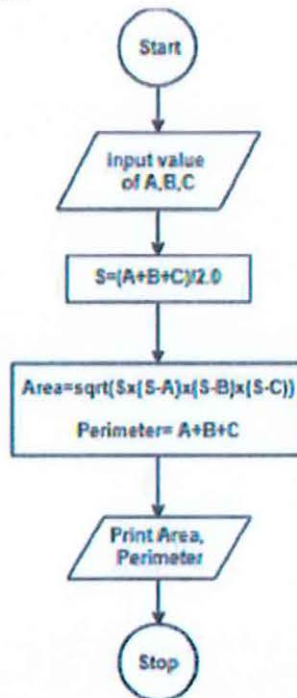 Start
Input value
of A,B,C
S=(A+B+C)/2.0
Area=sqrt(Sx(S-A)x(S-B)x(S-C))
Perimeter= A+B+C
Print Area,
Perimeter
Stop